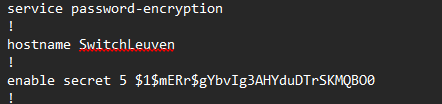 service password-encryption
!
hostname SwitchLeuven
!
enable secret 5 $1$mERr$gYbvIg3AHYduDTrSKMQBO0
!